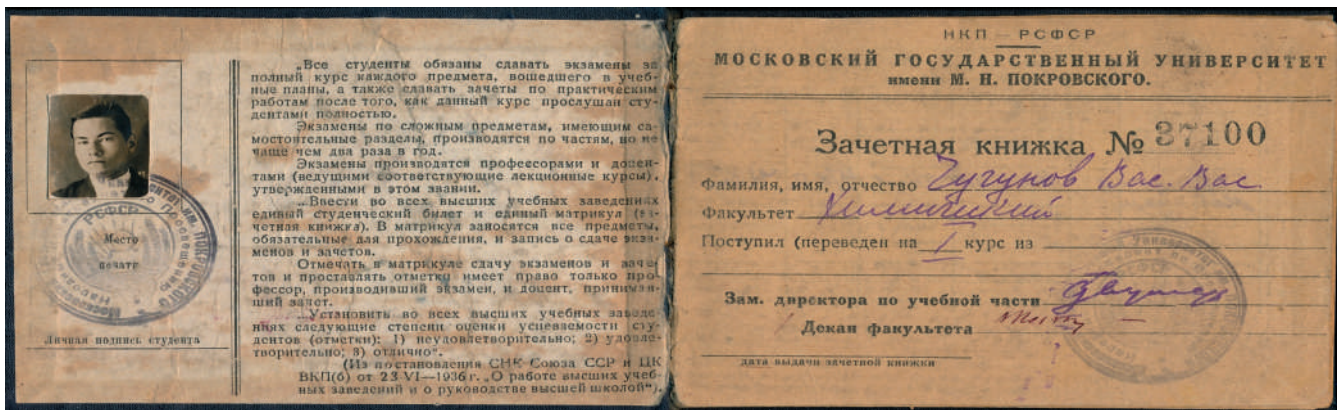 „Все студенты обязаны сдавать экзамены за
полный курс каждого предмета, вошедшего в учеб-
ные планы, а также сдавать зачеты по практическим
работам после того, как данный курс прослушан сту-
дентами полностью.
Экзамены по сложным предметам, имеющим са-
мостоятельные разделы, производятся по частям, но не
чаще чем два раза в год.
Экзамены производятся профессорами и доцен-
тами (ведущими соответствующие лекционные курсы),
утвержденными в этом звании.
...Ввести во всех высших учебных заведениях
единый студенческий билет и единый матрикул (за-
четная книжка). В матрикул заносятся все предметы,
обязательные для прохождения, и запись о сдаче экза-
менов и зачетов.
Отмечать в матрикуле сдачу экзаменов и заче-
тов и проставлять отметки имеет право только про-
фессор, производивший экзамен, и доцент, принимав-
ший зачет.
...Установить во всех высших учебных заведе-
ниях следующие степени оценки успеваемости сту-
дентов (отметки): 1) неудовлетворительно; 2) удовле-
творительно; 3) отлично".
(Из постановления СНК Союза ССР и ЦК
ВКП(б) от 23 VI—1936 г. „О работе высших учеб-
ных заведений и о руководстве высшей школой").
РСФСР
ПОКРОВСКОГО
Место
печати
Личная подпись студента
НКП — РСФСР
МОСКОВСКИЙ ГОСУДАРСТВЕННЫЙ УНИВЕРСИТЕТ
имени М. Н. ПОКРОВСКОГО.
Зачетная книжка № 37100
Фамилия, имя, отчество Чугунов Вас. Вас
Факультет Химический
Поступил (переведен на I курс из
Зам. директора по учебной части
Декан факультета
дата выдачи зачетной книжки